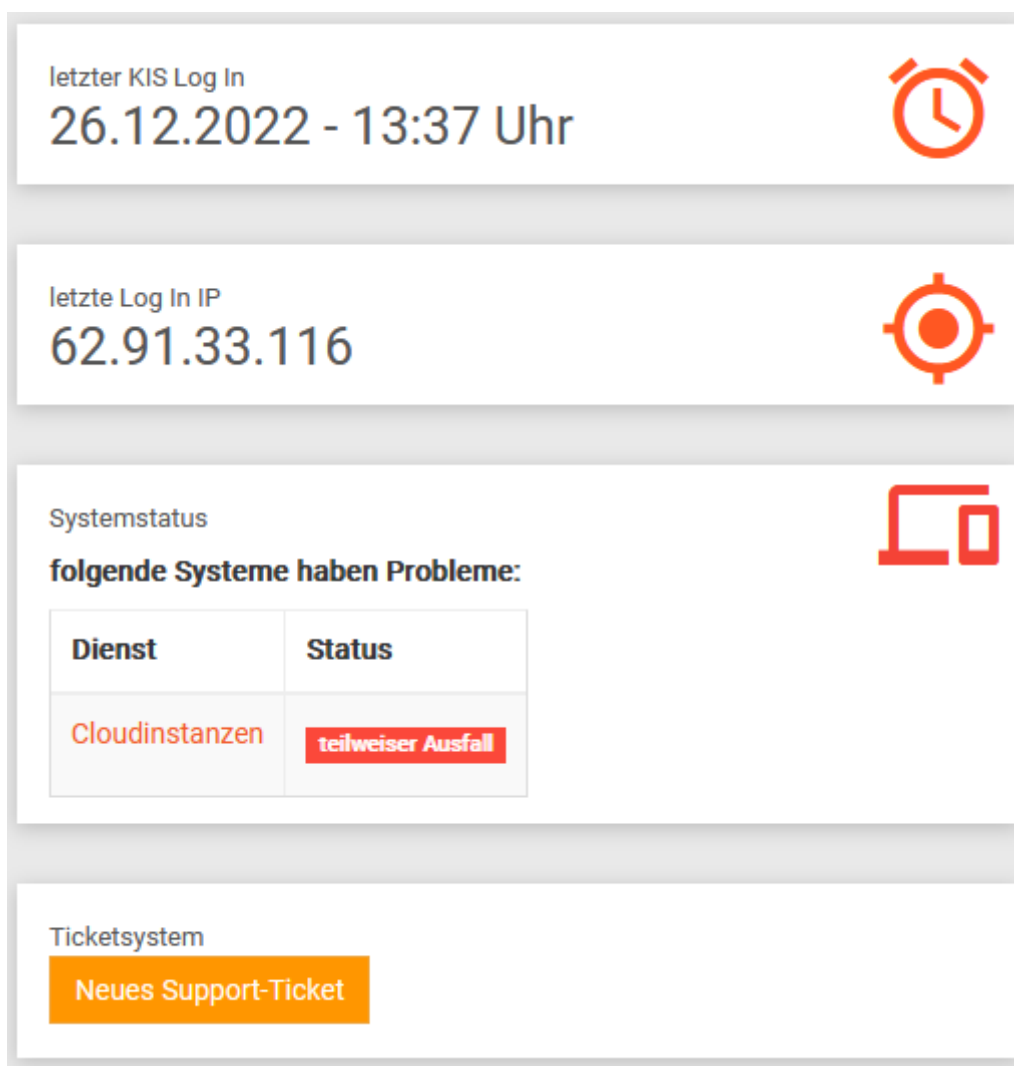 letzter KIS Log In
26.12.2022 - 13:37 Uhr
letzte Log In IP
62.91.33.116
Systemstatus
folgende Systeme haben Probleme:
Dienst Status
Cloudinstanzen teilweiser Ausfall
Ticketsystem
Neues Support-Ticket